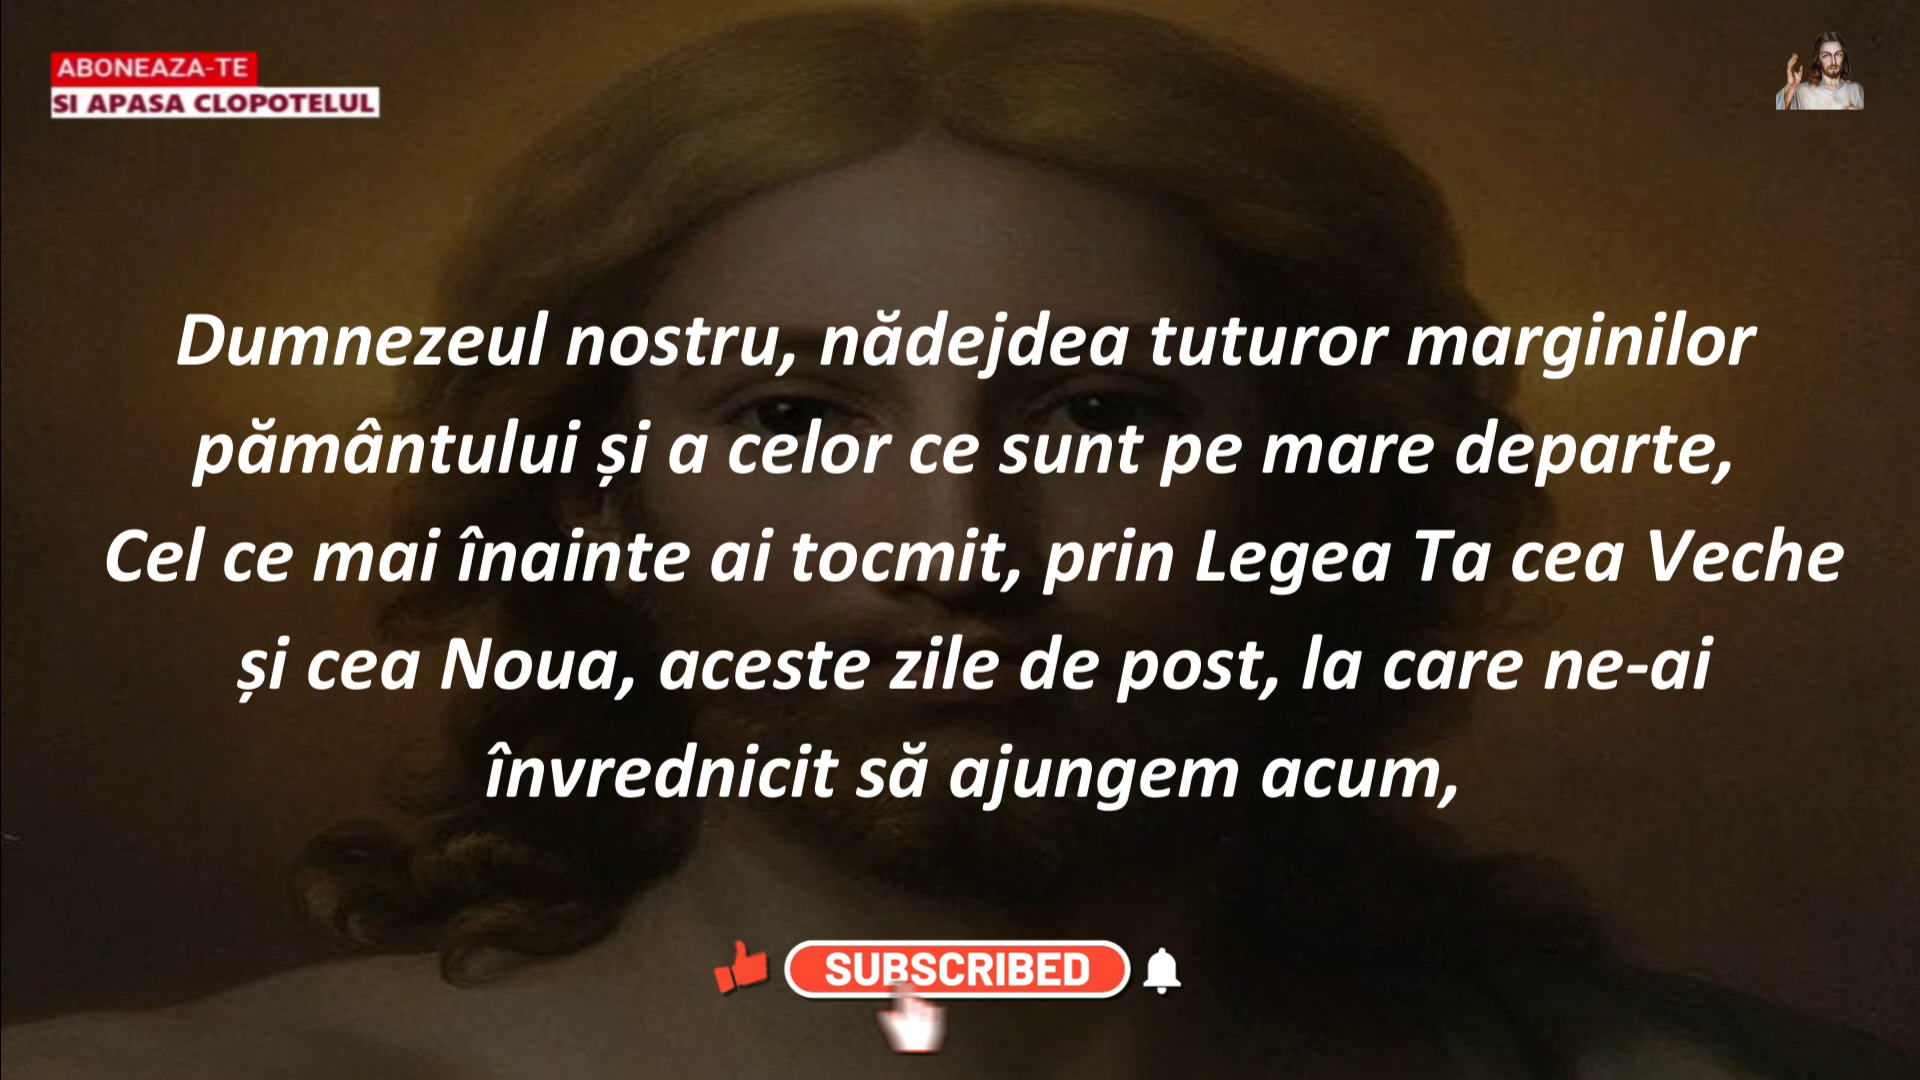 ABONEAZA-TE
SI APASA CLOPOTELUL
Dumnezeul nostru, nădejdea tuturor marginilor
pământului și a celor ce sunt pe mare departe,
Cel ce mai înainte ai tocmit, prin Legea Ta cea Veche
și cea Noua, aceste zile de post, la care ne-ai
învrednicit să ajungem acum,
SUBSCRIBED